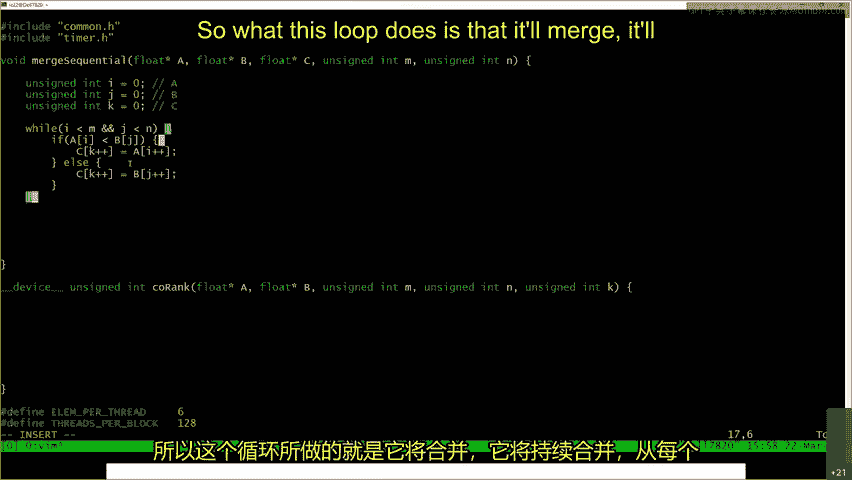 So what this loop does is that it'll merge, it'll
#include "common.h"
#include "timer.h"
void mergeSequential(float* A, float* B, float* C, unsigned int m, unsigned int n) {
unsigned int i = 0; // A
unsigned int j = 0; // B
unsigned int k = 0; // C
while(i < m && j < n) {
if(A[i] < B[j]) {
C[k++] = A[i++];
} else {
C[k++] = B[j++];
}
}
}
__device__ unsigned int coRank(float* A, float* B, unsigned int m, unsigned int n, unsigned int k) {
}
#define ELEM_PER_THREAD 6
#define THREADS_PER_BLOCK 128
-- INSERT -- 17,6
所以这个循环所做的就是它将合并，它将持续合并，从每个
+21